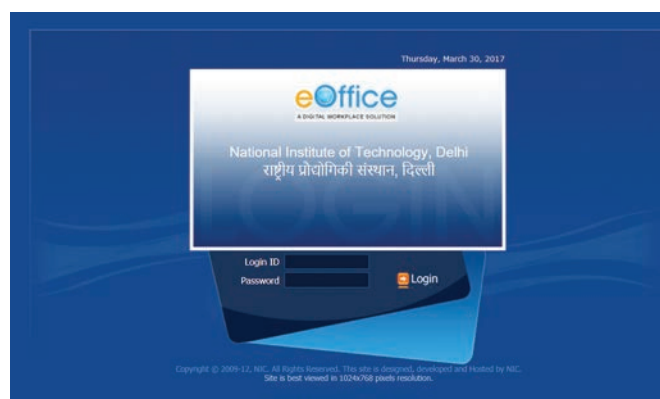 Thursday, March 30, 2017
eOffice
A DIGITAL WORKPLACE SOLUTION
National Institute of Technology, Delhi
राष्ट्रीय प्रौद्योगिकी संस्थान, दिल्ली
LOGIN
Login ID
Password
Login
Copyright © 2009-12, NIC. All Rights Reserved. This site is designed, developed and Hosted by NIC.
Site is best viewed in 1024x768 pixels resolution.